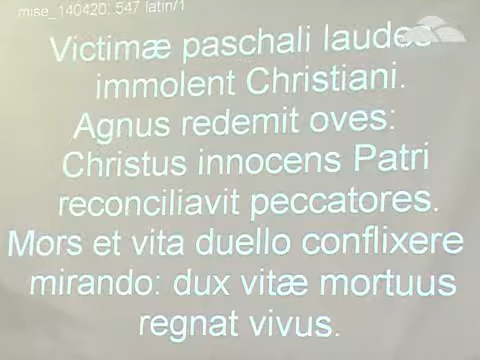 mise_140420: 547 latin/1
Victimæ paschali laudes
immolent Christiani.
Agnus redemit oves:
Christus innocens Patri
reconciliavit peccatores.
Mors et vita duello conflixere
mirando: dux vitæ mortuus
regnat vivus.